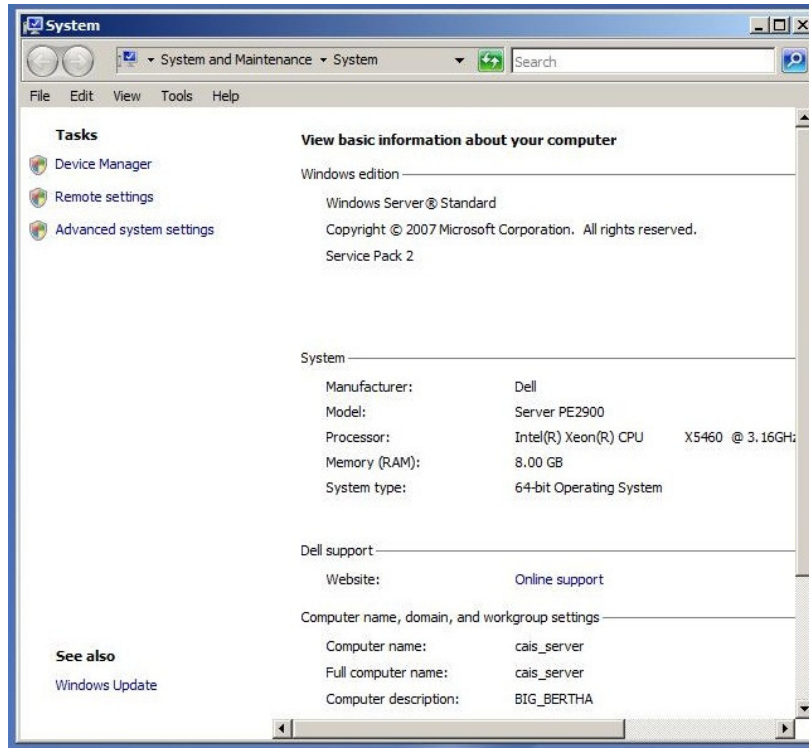 System
System and Maintenance System
Search
File Edit View Tools Help
Tasks
Device Manager
Remote settings
Advanced system settings
See also
Windows Update
View basic information about your computer
Windows edition
Windows Server® Standard
Copyright © 2007 Microsoft Corporation. All rights reserved.
Service Pack 2
System
Manufacturer: Dell
Model: Server PE2900
Processor: Intel(R) Xeon(R) CPU X5460 @ 3.16GHz
Memory (RAM): 8.00 GB
System type: 64-bit Operating System
Dell support
Website: Online support
Computer name, domain, and workgroup settings
Computer name: cais_server
Full computer name: cais_server
Computer description: BIG_BERTHA